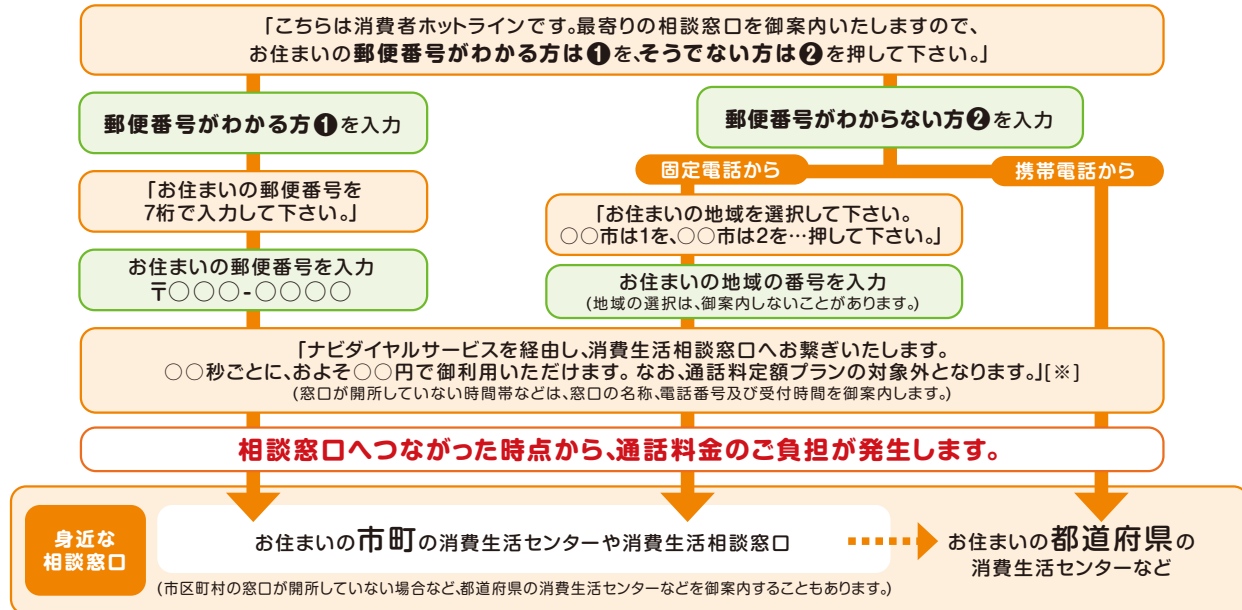 「こちらは消費者ホットラインです。最寄りの相談窓口を御案内いたしますので、
お住まいの郵便番号がわかる方は❶を、そうでない方は❷を押して下さい。」
郵便番号がわかる方❶を入力
「お住まいの郵便番号を
7桁で入力して下さい。」
お住まいの郵便番号を入力
〒○○○-○○○○
郵便番号がわからない方❷を入力
固定電話から
携帯電話から
「お住まいの地域を選択して下さい。
○○市は1を、○○市は2を…押して下さい。」
お住まいの地域の番号を入力
(地域の選択は、御案内しないことがあります。)
「ナビダイヤルサービスを経由し、消費生活相談窓口へお繋ぎいたします。
○○秒ごとに、およそ○○円で御利用いただけます。なお、通話料定額プランの対象外となります。」[※]
(窓口が開所していない時間帯などは、窓口の名称、電話番号及び受付時間を御案内します。)
相談窓口へつながった時点から、通話料金のご負担が発生します。
身近な
相談窓口
お住まいの市町の消費生活センターや消費生活相談窓口
(市区町村の窓口が開所していない場合など、都道府県の消費生活センターなどを御案内することもあります。)
お住まいの都道府県の
消費生活センターなど